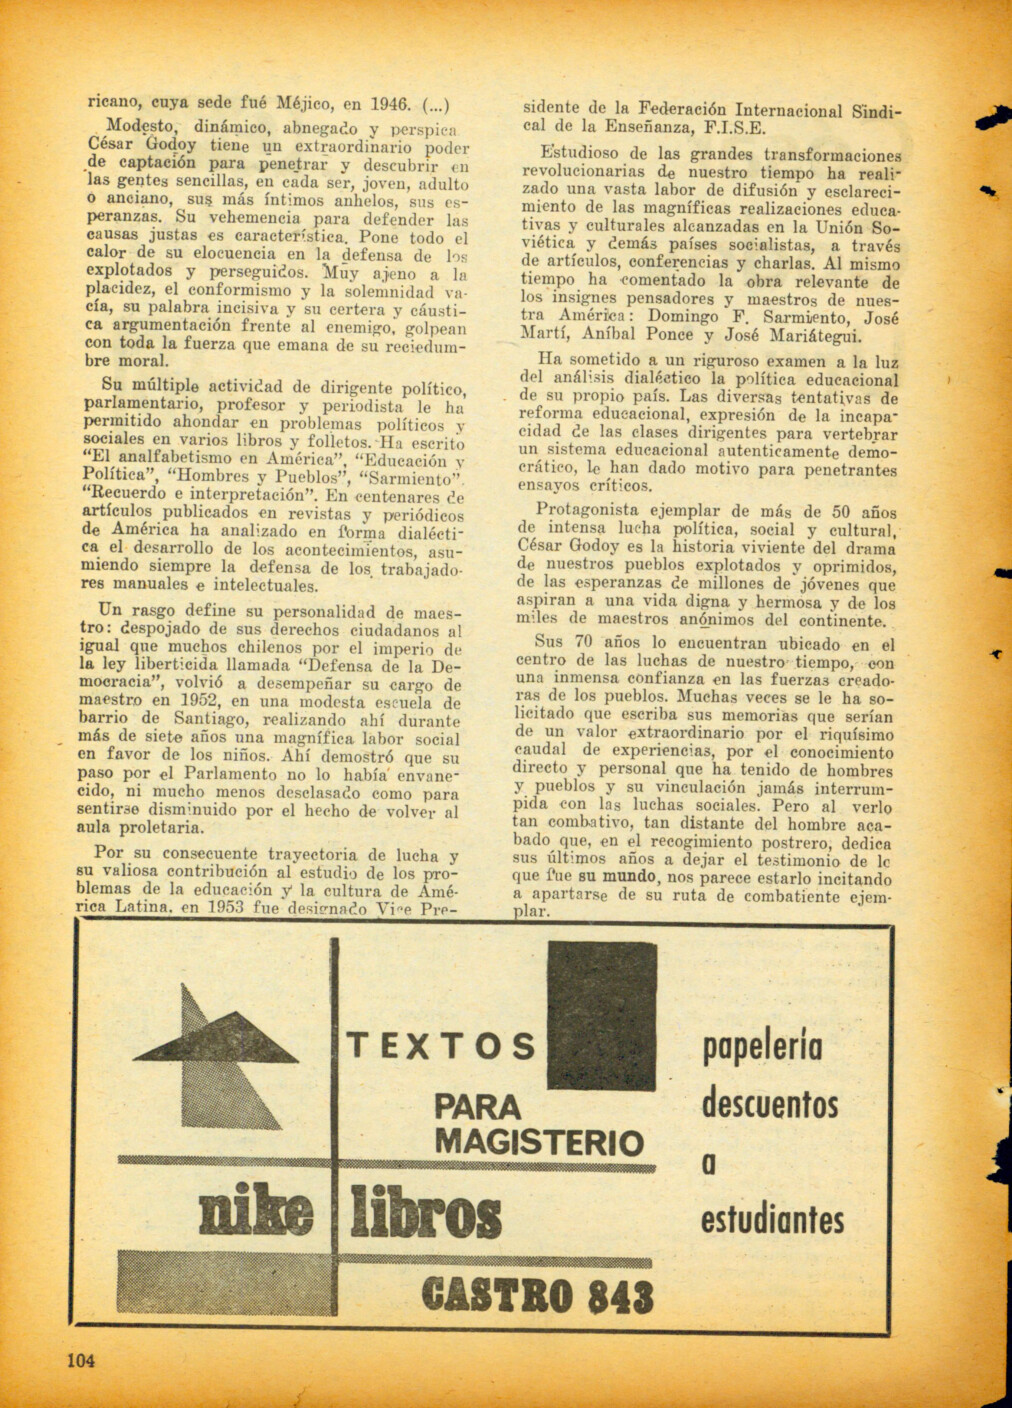 ricano, cuya sede fué Méjico, en 1946. (...)
Modesto, dinámico, abnegado y perspica
César Godoy tiene un extraordinario poder
de captación para penetrar y descubrir en
las gentes sencillas, en cada ser, joven, adulto
o anciano, sus más íntimos anhelos, sus es-
peranzas. Su vehemencia para defender las
causas justas es característica. Pone todo el
calor de su elocuencia en la defensa de los
explotados y perseguidos. Muy ajeno a la
placidez, el conformismo y la solemnidad va-
cía, su palabra incisiva y su certera y cáusti-
ca argumentación frente al enemigo, golpean
con toda la fuerza que emana de su reciedum-
bre moral.
Su múltiple actividad de dirigente político,
parlamentario, profesor y periodista le ha
permitido ahondar en problemas políticos y
sociales en varios libros y folletos. Ha escrito
“El analfabetismo en América”, “Educación y
Política”, “Hombres y Pueblos”, “Sarmiento”.
“Recuerdo e interpretación”. En centenares de
artículos publicados en revistas y periódicos
de América ha analizado en forma dialécti-
ca el desarrollo de los acontecimientos, asu-
miendo siempre la defensa de los trabajado-
res manuales e intelectuales.
Un rasgo define su personalidad de maes-
tro: despojado de sus derechos ciudadanos al
igual que muchos chilenos por el imperio de
la ley liberticida llamada “Defensa de la De-
mocracia”, volvió a desempeñar su cargo de
maestro en 1952, en una modesta escuela de
barrio de Santiago, realizando ahí durante
más de siete años una magnífica labor social
en favor de los niños. Ahí demostró que su
paso por el Parlamento no lo había envane-
cido, ni mucho menos desclasado como para
sentirse disminuido por el hecho de volver al
aula proletaria.
Por su consecuente trayectoria de lucha y
su valiosa contribución al estudio de los pro-
blemas de la educación y la cultura de Amé-
rica Latina, en 1953 fue designado Vice Pre-
sidente de la Federación Internacional Sindi-
cal de la Enseñanza, F.I.S.E.
Estudioso de las grandes transformaciones
revolucionarias de nuestro tiempo ha reali-
zado una vasta labor de difusión y esclareci-
miento de las magníficas realizaciones educa-
tivas y culturales alcanzadas en la Unión So-
viética y demás países socialistas, a través
de artículos, conferencias y charlas. Al mismo
tiempo ha comentado la obra relevante de
los insignes pensadores y maestros de nues-
tra América: Domingo F. Sarmiento, José
Martí, Aníbal Ponce y José Mariátegui.
Ha sometido a un riguroso examen a la luz
del análisis dialéctico la política educacional
de su propio país. Las diversas tentativas de
reforma educacional, expresión de la incapa-
cidad de las clases dirigentes para vertebrar
un sistema educacional autenticamente demo-
crático, le han dado motivo para penetrantes
ensayos críticos.
Protagonista ejemplar de más de 50 años
de intensa lucha política, social y cultural,
César Godoy es la historia viviente del drama
de nuestros pueblos explotados y oprimidos,
de las esperanzas de millones de jóvenes que
aspiran a una vida digna y hermosa y de los
miles de maestros anónimos del continente.
Sus 70 años lo encuentran ubicado en el
centro de las luchas de nuestro tiempo, con
una inmensa confianza en las fuerzas creado-
ras de los pueblos. Muchas veces se le ha so-
licitado que escriba sus memorias que serían
de un valor extraordinario por el riquísimo
caudal de experiencias, por el conocimiento
directo y personal que ha tenido de hombres
y pueblos y su vinculación jamás interrum-
pida con las luchas sociales. Pero al verlo
tan combativo, tan distante del hombre aca-
bado que, en el recogimiento postrero, dedica
sus últimos años a dejar el testimonio de lc
que fue su mundo, nos parece estarlo incitando
a apartarse de su ruta de combatiente ejem-
plar.
TEXTOS
PARA
MAGISTERIO
nike libros
CASTRO 843
papelería
descuentos
a
estudiantes
104